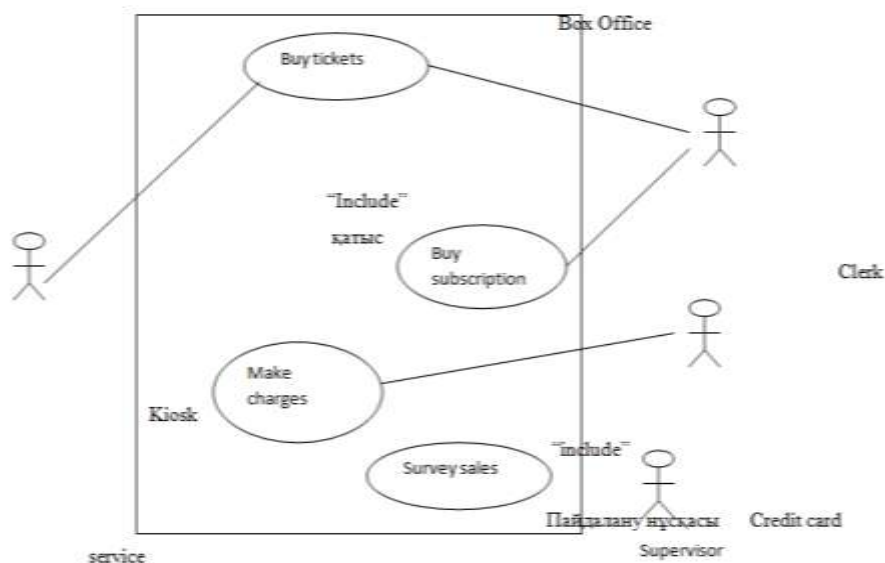 Box Office
Buy tickets
“Include”
қатыс
Buy
subscription
Clerk
Make
charges
Kiosk
“include”
Survey sales
Пайдалану нұсқасы
Credit card
Supervisor
service